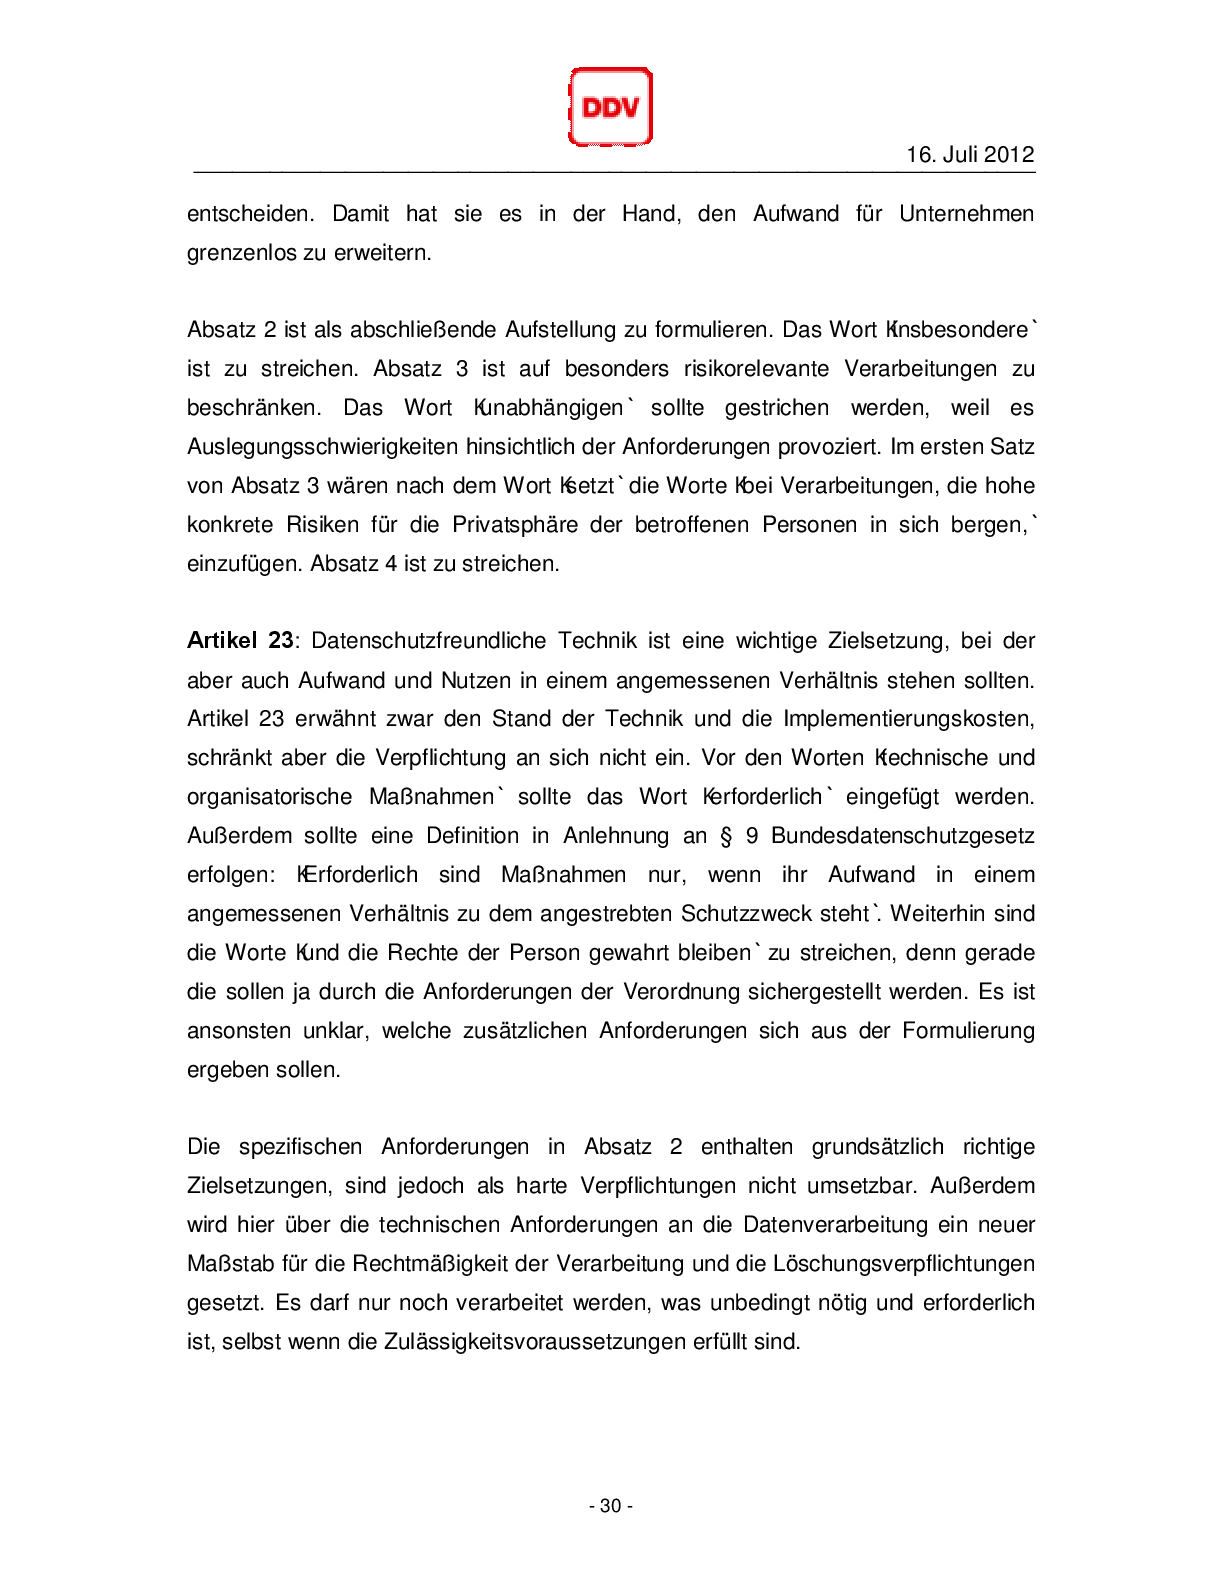 DDV
16. Juli 2012
entscheiden. Damit hat sie es in der Hand, den Aufwand für Unternehmen
grenzenlos zu erweitern.
Absatz 2 ist als abschließende Aufstellung zu formulieren. Das Wort Kinsbesondere`
ist zu streichen. Absatz 3 ist auf besonders risikorelevante Verarbeitungen zu
beschränken. Das Wort Kunabhängigen` sollte gestrichen werden, weil es
Auslegungsschwierigkeiten hinsichtlich der Anforderungen provoziert. Im ersten Satz
von Absatz 3 wären nach dem Wort Ksetzt` die Worte Kbei Verarbeitungen, die hohe
konkrete Risiken für die Privatsphäre der betroffenen Personen in sich bergen,`
einzufügen. Absatz 4 ist zu streichen.
Artikel 23: Datenschutzfreundliche Technik ist eine wichtige Zielsetzung, bei der
aber auch Aufwand und Nutzen in einem angemessenen Verhältnis stehen sollten.
Artikel 23 erwähnt zwar den Stand der Technik und die Implementierungskosten,
schränkt aber die Verpflichtung an sich nicht ein. Vor den Worten Ktechnische und
organisatorische Maßnahmen` sollte das Wort Kerforderlich` eingefügt werden.
Außerdem sollte eine Definition in Anlehnung an § 9 Bundesdatenschutzgesetz
erfolgen: KErforderlich sind Maßnahmen nur, wenn ihr Aufwand in einem
angemessenen Verhältnis zu dem angestrebten Schutzzweck steht`. Weiterhin sind
die Worte Kund die Rechte der Person gewahrt bleiben` zu streichen, denn gerade
die sollen ja durch die Anforderungen der Verordnung sichergestellt werden. Es ist
ansonsten unklar, welche zusätzlichen Anforderungen sich aus der Formulierung
ergeben sollen.
Die spezifischen Anforderungen in Absatz 2 enthalten grundsätzlich richtige
Zielsetzungen, sind jedoch als harte Verpflichtungen nicht umsetzbar. Außerdem
wird hier über die technischen Anforderungen an die Datenverarbeitung ein neuer
Maßstab für die Rechtmäßigkeit der Verarbeitung und die Löschungsverpflichtungen
gesetzt. Es darf nur noch verarbeitet werden, was unbedingt nötig und erforderlich
ist, selbst wenn die Zulässigkeitsvoraussetzungen erfüllt sind.
- 30 -